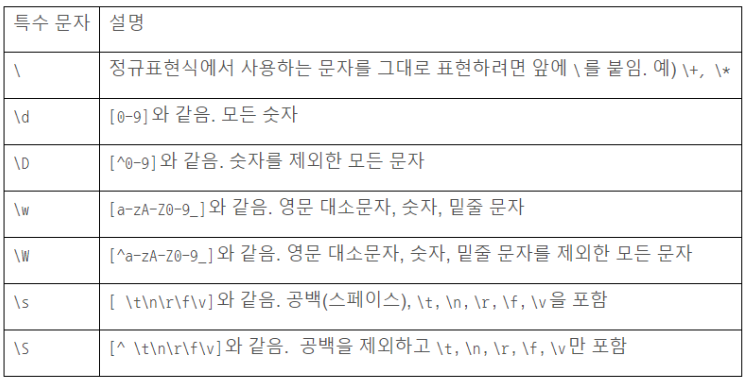 특수 문자 설명
\ 정규표현식에서 사용하는 문자를 그대로 표현하려면 앞에 \를 붙임. 예) \+, \*
\d [0-9]와 같음. 모든 숫자
\D [^0-9]와 같음. 숫자를 제외한 모든 문자
\w [a-zA-Z0-9_]와 같음. 영문 대소문자, 숫자, 밑줄 문자
\W [^a-zA-Z0-9_]와 같음. 영문 대소문자, 숫자, 밑줄 문자를 제외한 모든 문자
\s [ \t\n\r\f\v]와 같음. 공백(스페이스), \t, \n, \r, \f, \v을 포함
\S [^ \t\n\r\f\v]와 같음. 공백을 제외하고 \t, \n, \r, \f, \v만 포함